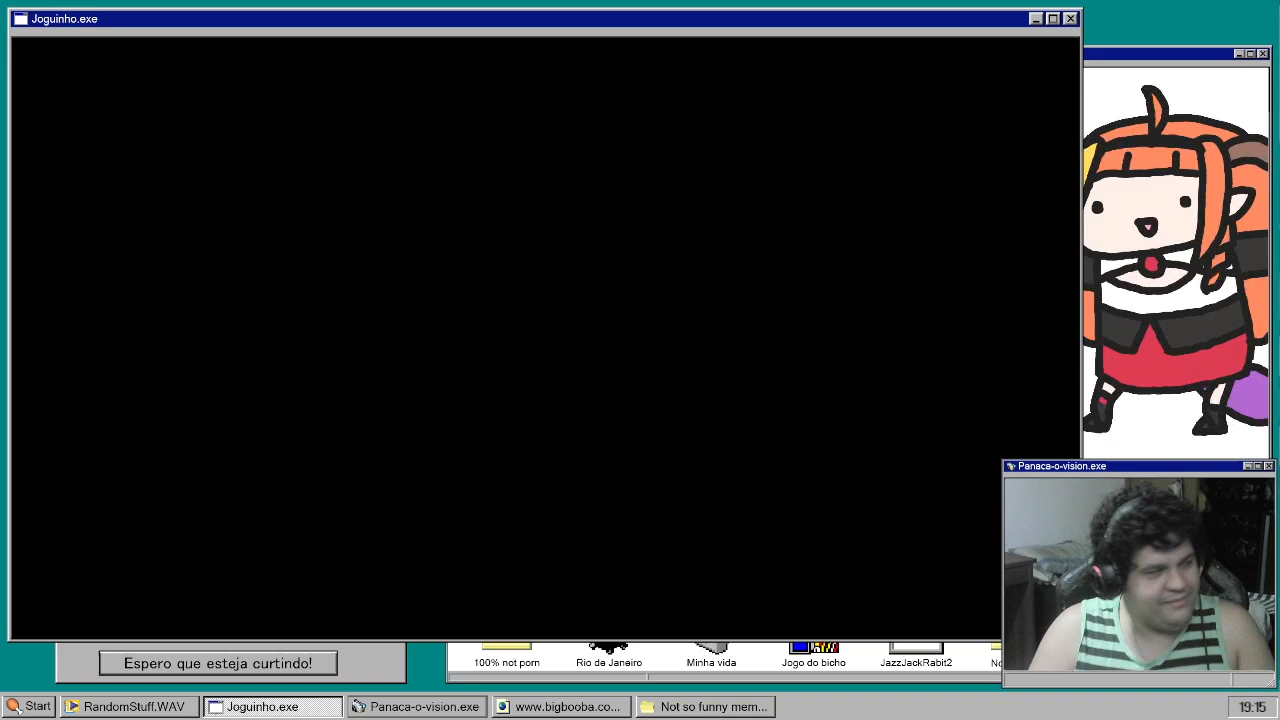 Joguinho.exe
Panaca-o-vision.exe
Espero que esteja curtindo!
100% not porn
Rio de Janeiro
Minha vida
Jogo do bicho
JazzJackRabbit2
Start
RandomStuff.WAV
Joguinho.exe
Panaca-o-vision.exe
www.bigbooba.co...
Not so funny mem...
19:15